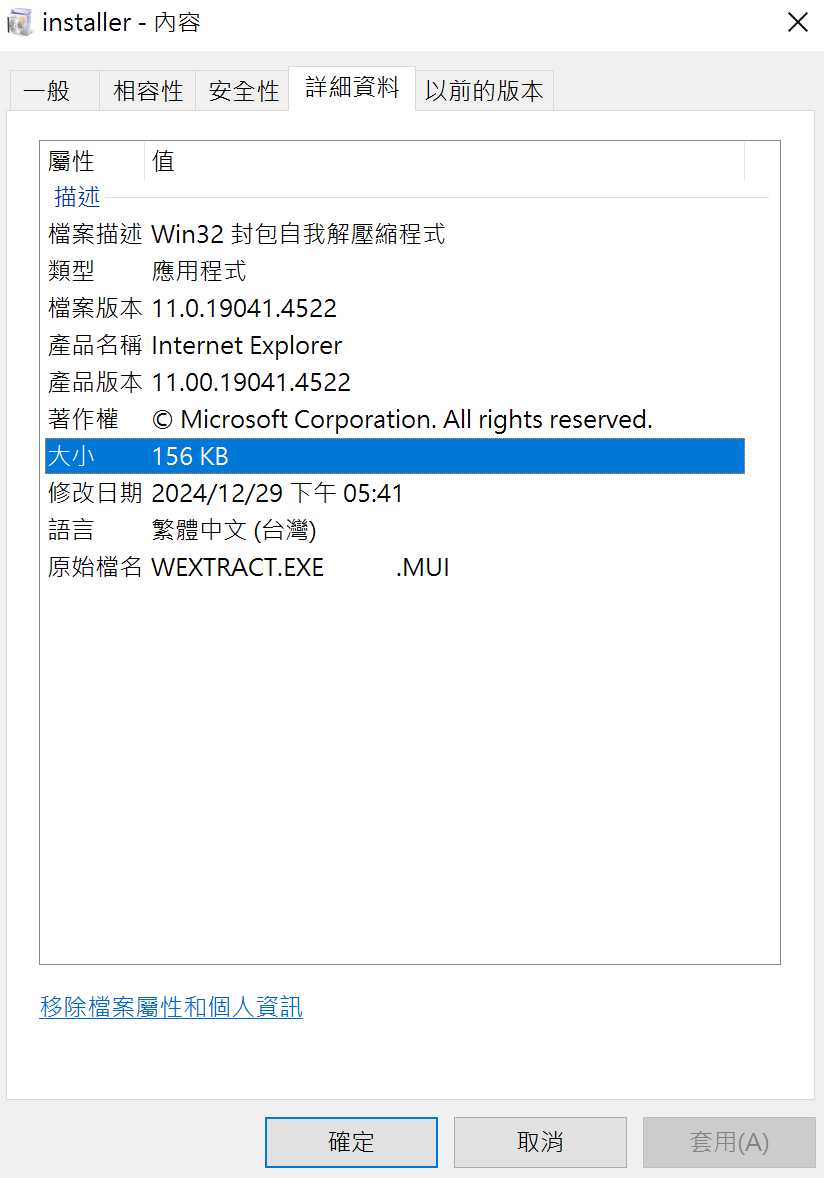 installer - 內容
一般 相容性 安全性 詳細資料 以前的版本
屬性 值
描述
檔案描述 Win32 封包自我解壓縮程式
類型 應用程式
檔案版本 11.0.19041.4522
產品名稱 Internet Explorer
產品版本 11.00.19041.4522
著作權 © Microsoft Corporation. All rights reserved.
大小 156 KB
修改日期 2024/12/29 下午 05:41
語言 繁體中文 (台灣)
原始檔名 WEXTRACT.EXE .MUI
移除檔案屬性和個人資訊
確定 取消 套用(A)